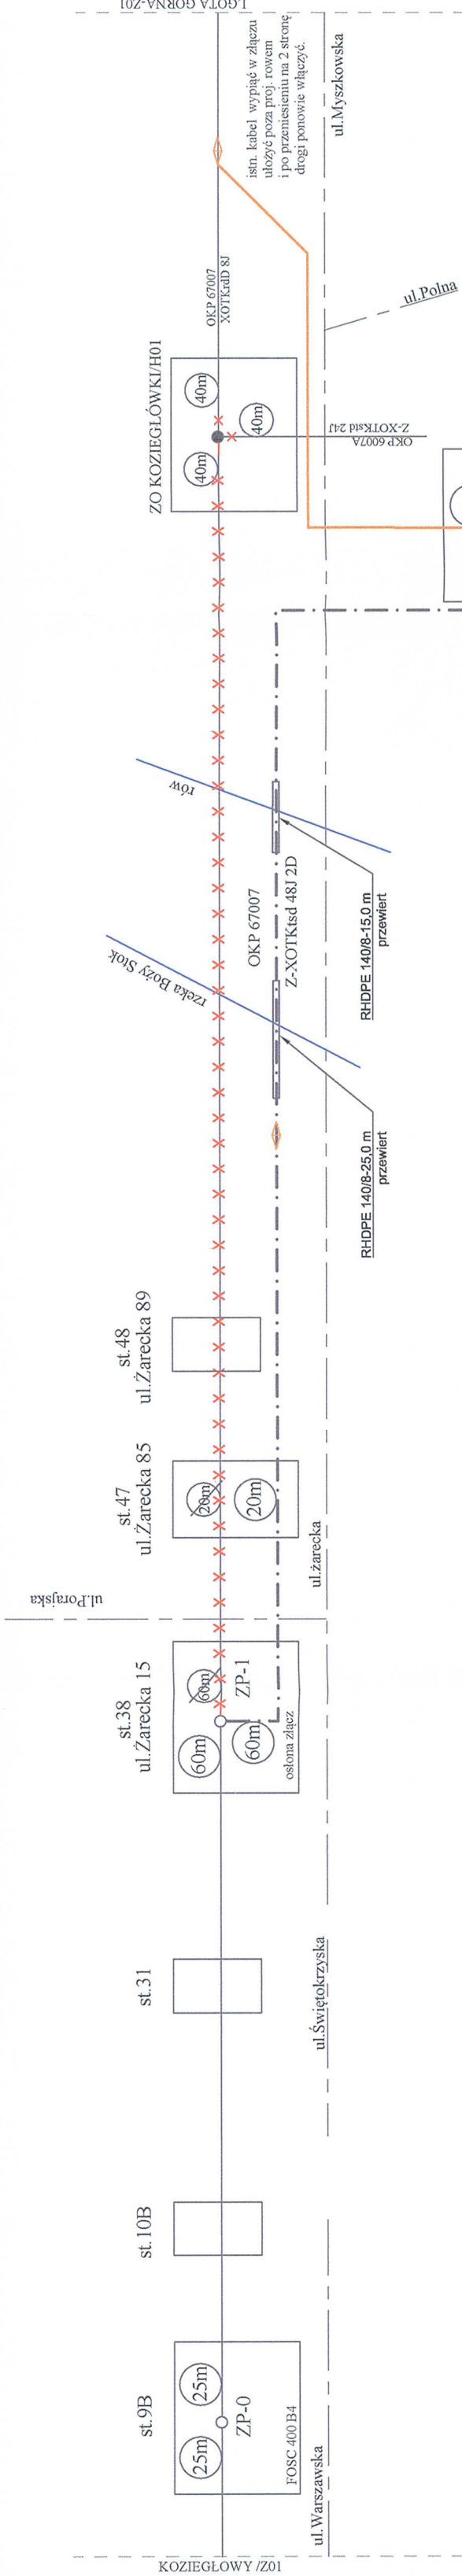 KOZIEGŁOWY /Z01
st.9B
25m
25m
ZP-0
FOSC 400 B4
ul.Warszawska
st.10B
st.31
ul.Świętokrzyska
st.38
ul.Żarecka 15
60m
60m
60m
ZP-1
osłona złącz
ul.Porajska
st.47
ul.Żarecka 85
20m
20m
ul.żarecka
st.48
ul.Żarecka 89
RHDPE 140/8-25,0 m
przewiert
rzeka Boży Stok
OKP 67007
Z-XOTKtsd 48J 2D
RHDPE 140/8-15,0 m
przewiert
rów
ZO KOZIEGŁÓWKI/H01
40m
40m
40m
OKP 6007A
Z-XOTKstd 24J
OKP 67007
XOTKrdD 8J
ul.Polna
istn. kabel wypiąć w złączu
ułożyć poza proj. rowem
i po przeniesieniu na 2 stronę
drogi ponowie włączyć.
ul.Myszkowska
GÓRNA-Z01